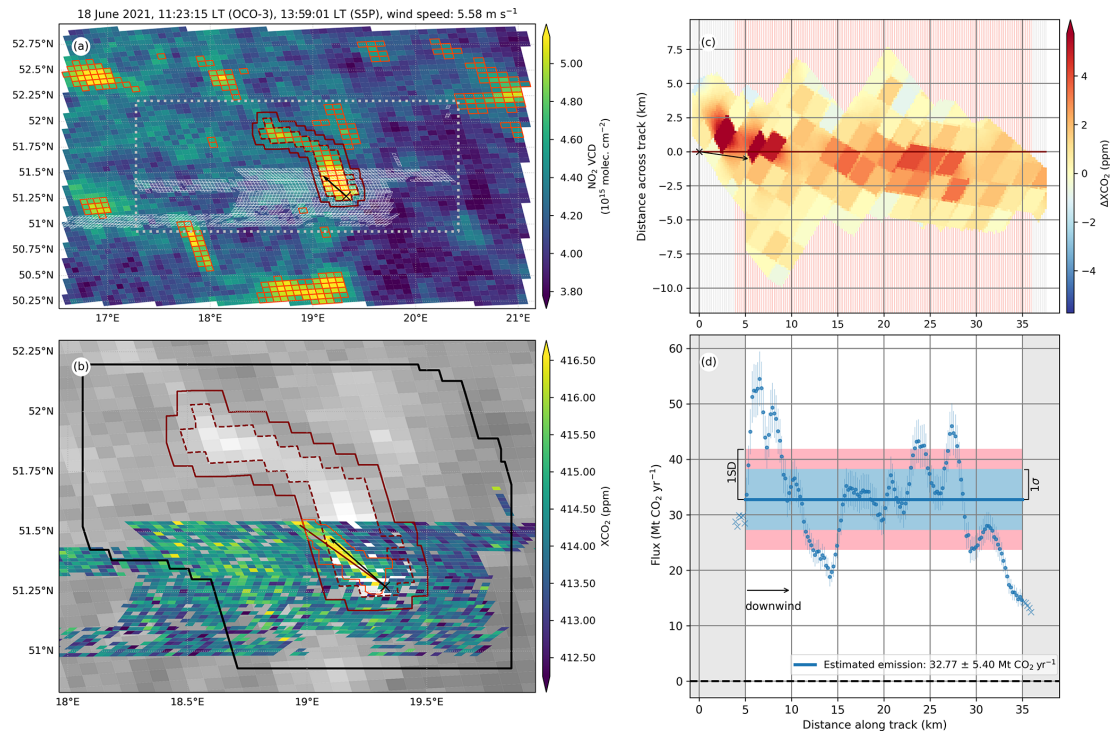 18 June 2021, 11:23:15 LT (OCO-3), 13:59:01 LT (S5P), wind speed: 5.58 m s⁻¹
(a)
52.75°N
52.5°N
52.25°N
52°N
51.75°N
51.5°N
51.25°N
51°N
50.75°N
50.5°N
50.25°N
17°E
18°E
19°E
20°E
21°E
5.00
4.80
4.60
4.40
4.20
4.00
3.80
NO₂ VCD
(10¹⁵ molec. cm⁻²)
(b)
52.25°N
52°N
51.75°N
51.5°N
51.25°N
51°N
18°E
18.5°E
19°E
19.5°E
416.50
416.00
415.50
415.00
414.50
414.00
413.50
413.00
412.50
XCO₂ (ppm)
(c)
Distance across track (km)
7.5
5.0
2.5
0.0
−2.5
−5.0
−7.5
−10.0
0
5
10
15
20
25
30
35
4
2
0
−2
−4
ΔXCO₂ (ppm)
(d)
Flux (Mt CO₂ yr⁻¹)
60
50
40
30
20
10
0
1SD
1σ
downwind
Estimated emission: 32.77 ± 5.40 Mt CO₂ yr⁻¹
0
5
10
15
20
25
30
35
Distance along track (km)